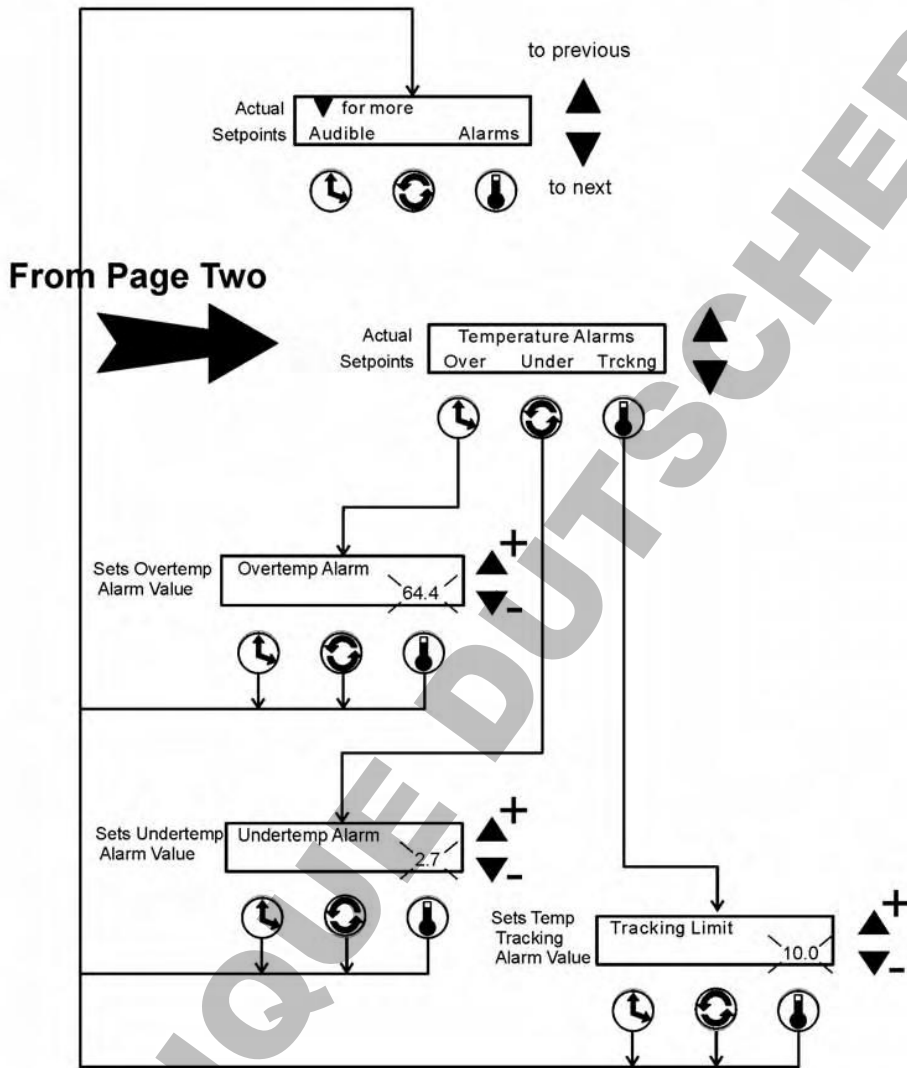 to previous
Actual
▼ for more
Setpoints
Audible Alarms
to next
From Page Two
Actual
Temperature Alarms
Setpoints
Over Under Trckng
Sets Overtemp
Alarm Value
Overtemp Alarm
64.4
+
-
Sets Undertemp
Alarm Value
Undertemp Alarm
2.7
+
-
Sets Temp
Tracking
Alarm Value
Tracking Limit
10.0
+
-
IQUE DUTSCHER